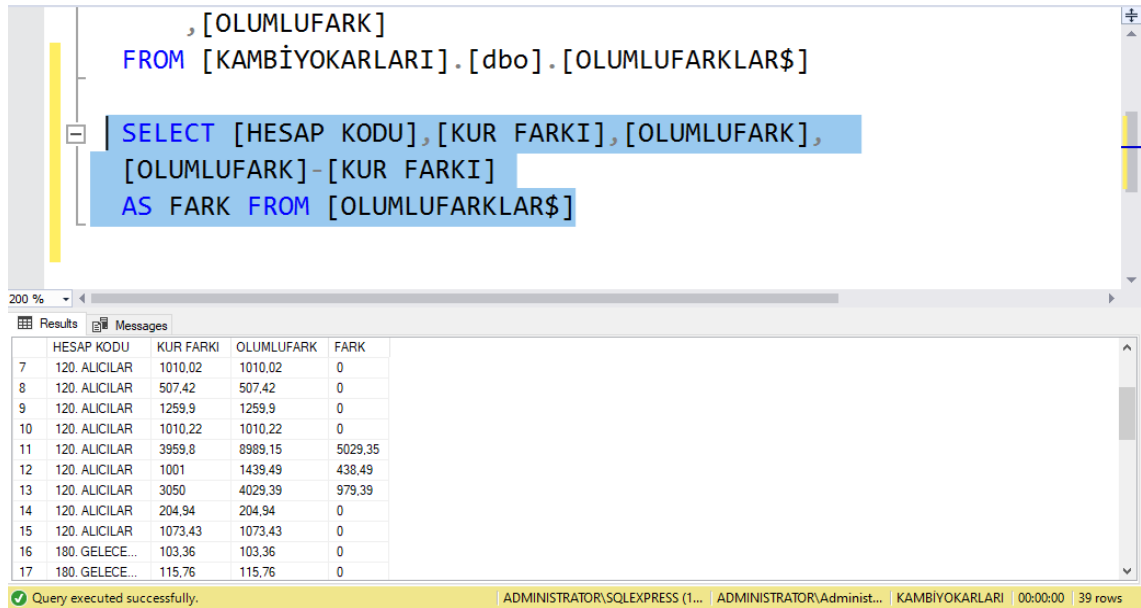 ,[OLUMLUFARK]
FROM [KAMBİYOKARLARI].[dbo].[OLUMLUFARKLAR$]
SELECT [HESAP KODU],[KUR FARKI],[OLUMLUFARK],
[OLUMLUFARK]-[KUR FARKI]
AS FARK FROM [OLUMLUFARKLAR$]
200 %
Results Messages
HESAP KODU KUR FARKI OLUMLUFARK FARK
7 120. ALICILAR 1010,02 1010,02 0
8 120. ALICILAR 507,42 507,42 0
9 120. ALICILAR 1259,9 1259,9 0
10 120. ALICILAR 1010,22 1010,22 0
11 120. ALICILAR 3959,8 8989,15 5029,35
12 120. ALICILAR 1001 1439,49 438,49
13 120. ALICILAR 3050 4029,39 979,39
14 120. ALICILAR 204,94 204,94 0
15 120. ALICILAR 1073,43 1073,43 0
16 180. GELECE... 103,36 103,36 0
17 180. GELECE... 115,76 115,76 0
Query executed successfully. ADMINISTRATOR\SQLEXPRESS (1... ADMINISTRATOR\Administ... KAMBİYOKARLARI 00:00:00 39 rows